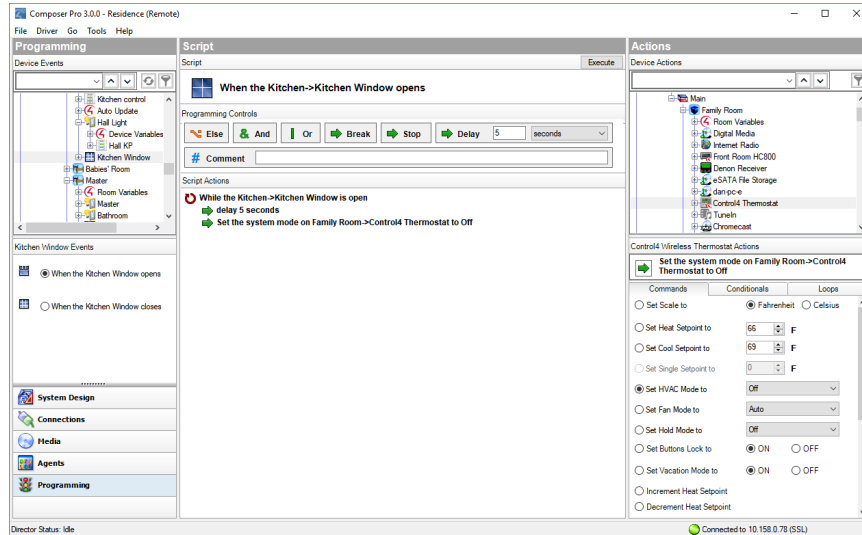 Composer Pro 3.0.0 - Residence (Remote)
File Driver Go Tools Help
Programming
Device Events
Kitchen control
Auto Update
Hall Light
Device Variables
Hall KP
Kitchen Window
Babies' Room
Master
Room Variables
Master
Bathroom
Kitchen Window Events
When the Kitchen Window opens
When the Kitchen Window closes
System Design
Connections
Media
Agents
Programming
Script
Script
Execute
When the Kitchen->Kitchen Window opens
Programming Controls
Else
& And
Or
Break
Stop
Delay
5
seconds
# Comment
Script Actions
While the Kitchen->Kitchen Window is open
delay 5 seconds
Set the system mode on Family Room->Control4 Thermostat to Off
Actions
Device Actions
Main
Family Room
Room Variables
Digital Media
Internet Radio
Front Room HC800
Denon Receiver
eSATA File Storage
dan-pc-e
Control4 Thermostat
TuneIn
Chromecast
Control4 Wireless Thermostat Actions
Set the system mode on Family Room->Control4
Thermostat to Off
Commands Conditionals Loops
Set Scale to Fahrenheit Celsius
Set Heat Setpoint to 66 F
Set Cool Setpoint to 69 F
Set Single Setpoint to 0 F
Set HVAC Mode to Off
Set Fan Mode to Auto
Set Hold Mode to Off
Set Buttons Lock to ON OFF
Set Vacation Mode to ON OFF
Increment Heat Setpoint
Decrement Heat Setpoint
Director Status: Idle
Connected to 10.158.0.78 (SSL)